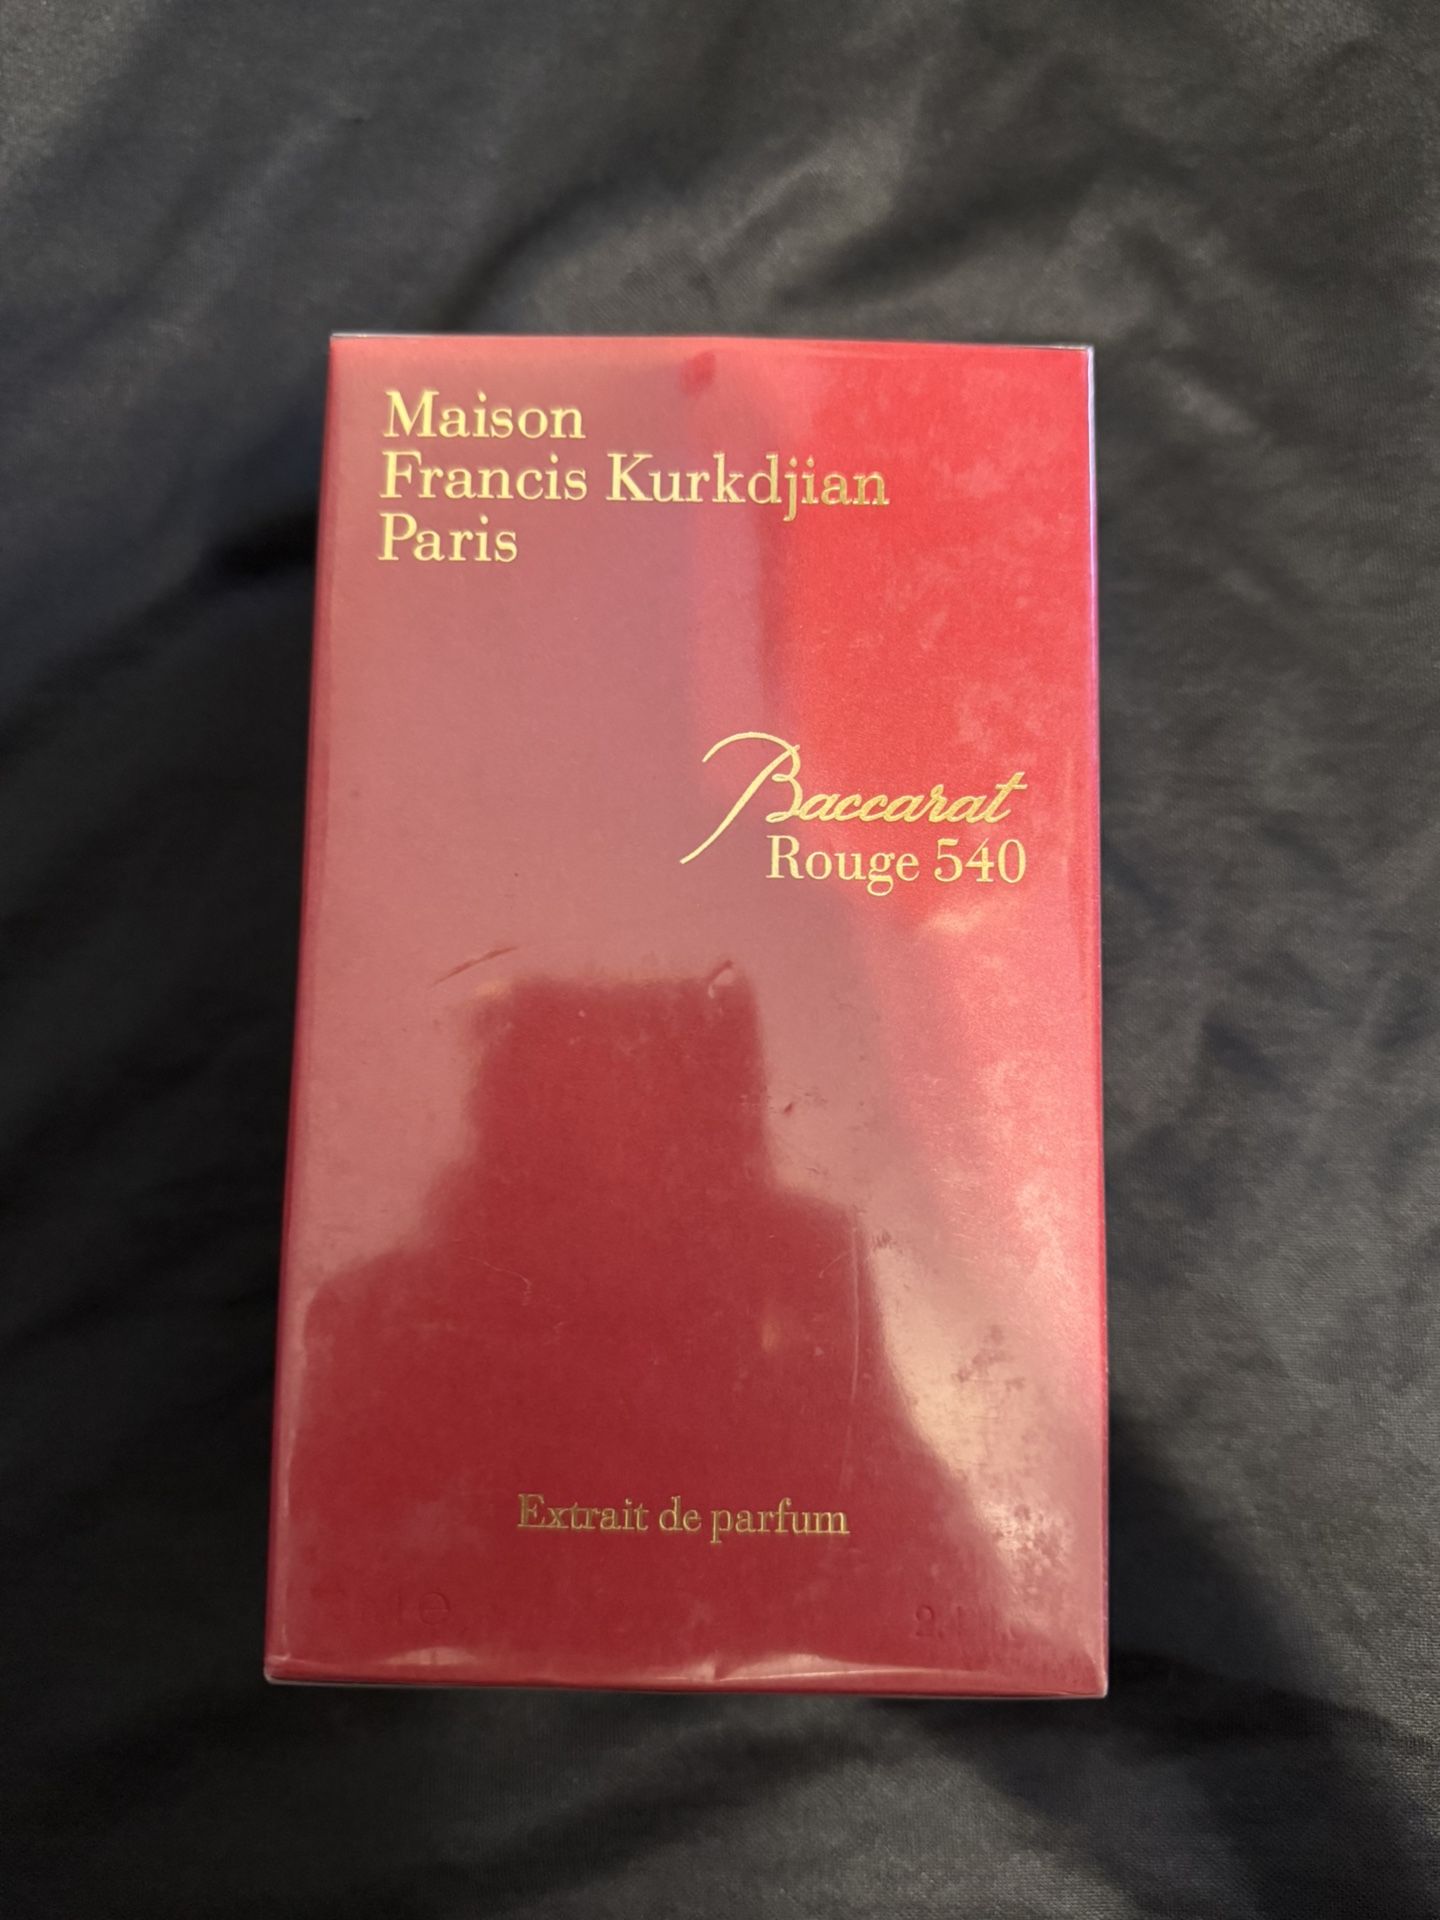 Maison
Francis Kurkdjian
Paris
Baccarat
Rouge 540
Extrait de parfum